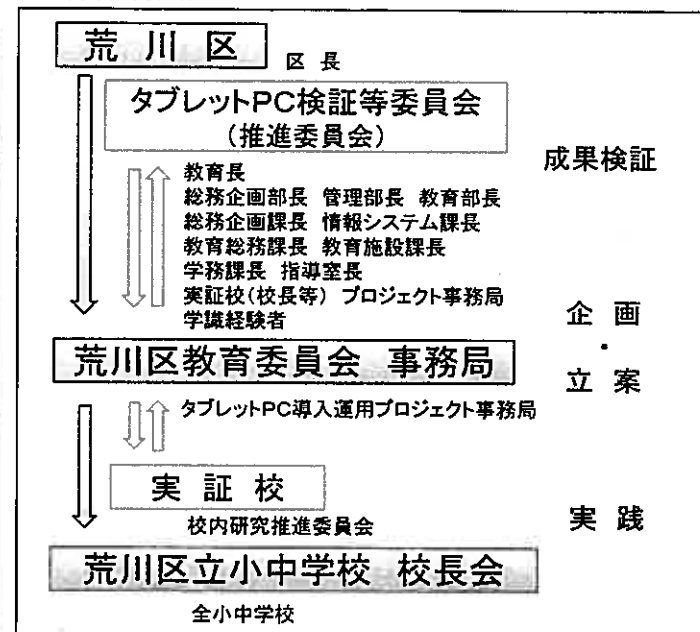 荒川区 区長
タブレットPC検証等委員会
(推進委員会)
成果検証
教育長
総務企画部長 管理部長 教育部長
総務企画課長 情報システム課長
教育総務課長 教育施設課長
学務課長 指導室長
実証校(校長等) プロジェクト事務局
学識経験者
企画
・
立案
荒川区教育委員会 事務局
タブレットPC導入運用プロジェクト事務局
実証校
校内研究推進委員会
実践
荒川区立小中学校 校長会
全小中学校